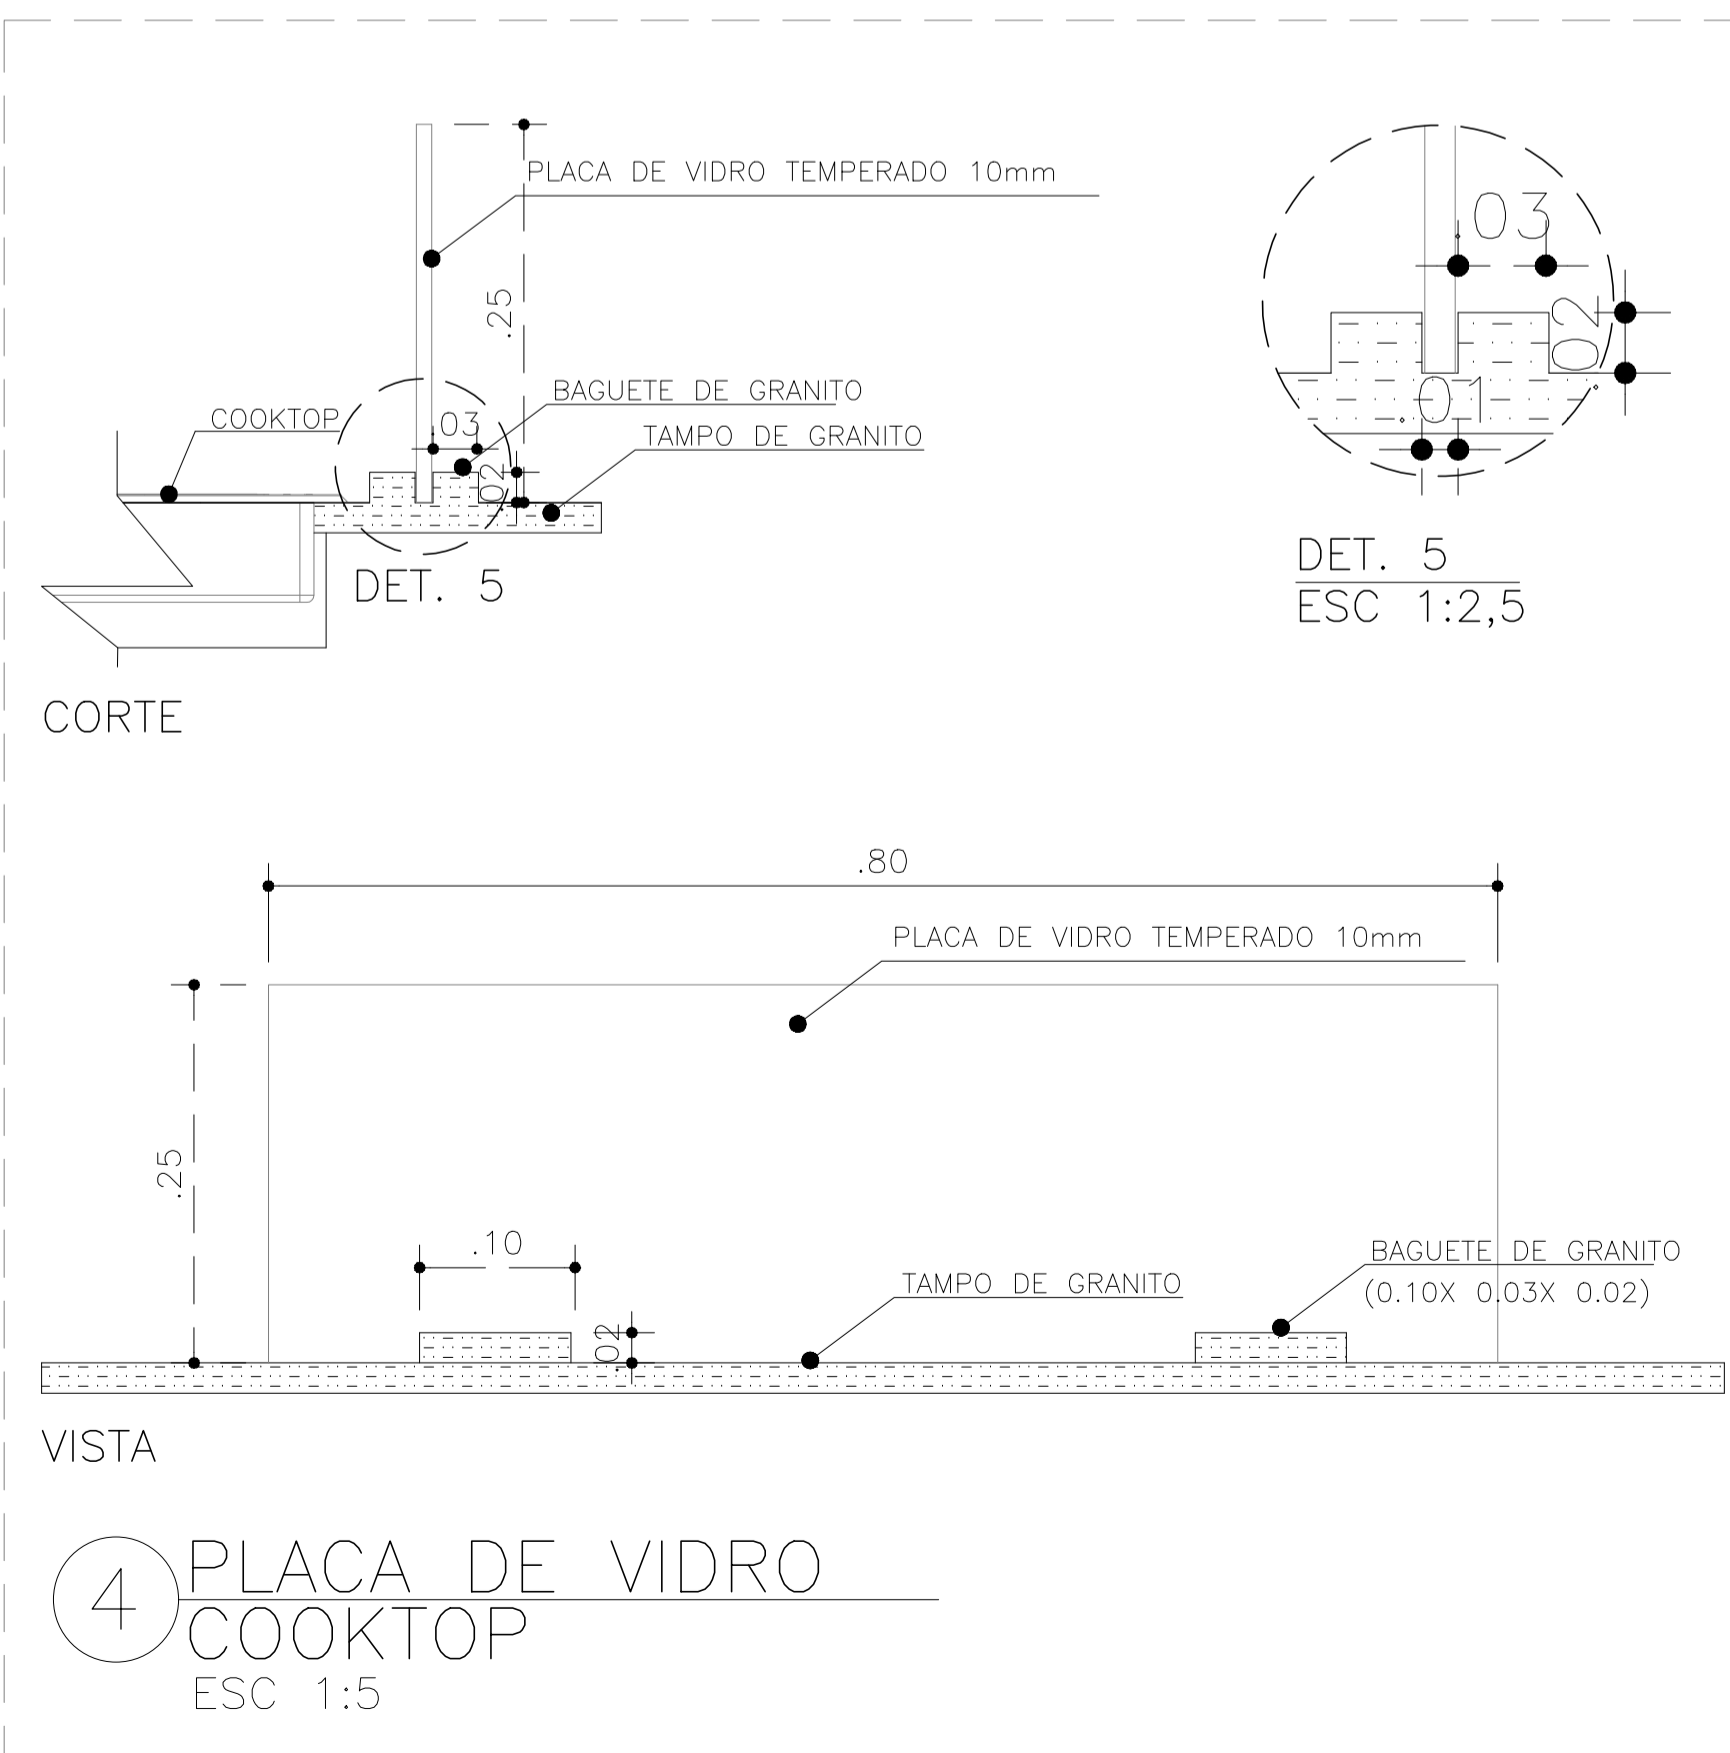 PLACA DE VIDRO TEMPERADO 10mm
.25
BAGUETE DE GRANITO
COOKTOP
.03
TAMPO DE GRANITO
.02
DET. 5
CORTE
.03
.02
.01
DET. 5
ESC 1:2,5
.80
PLACA DE VIDRO TEMPERADO 10mm
.25
.10
BAGUETE DE GRANITO
(0.10X 0.03X 0.02)
TAMPO DE GRANITO
.02
VISTA
4
PLACA DE VIDRO
COOKTOP
ESC 1:5